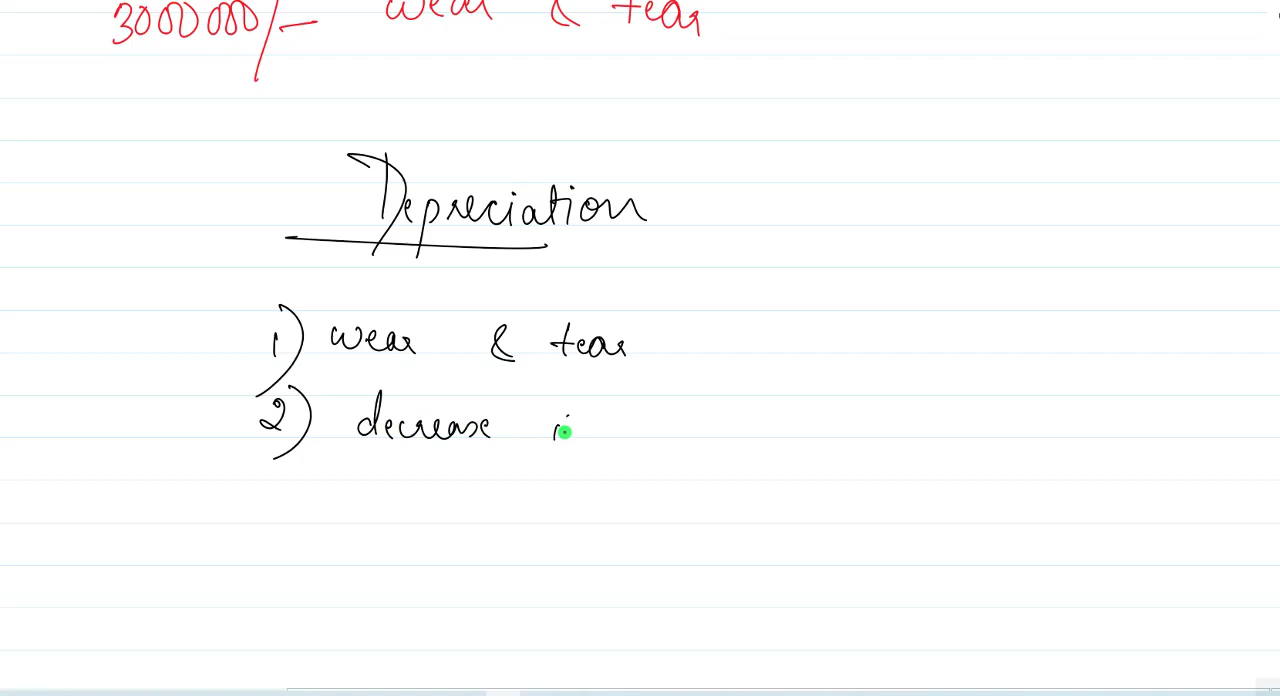 3000000/- wear & tear
Depreciation
1) wear & tear
2) decrease i